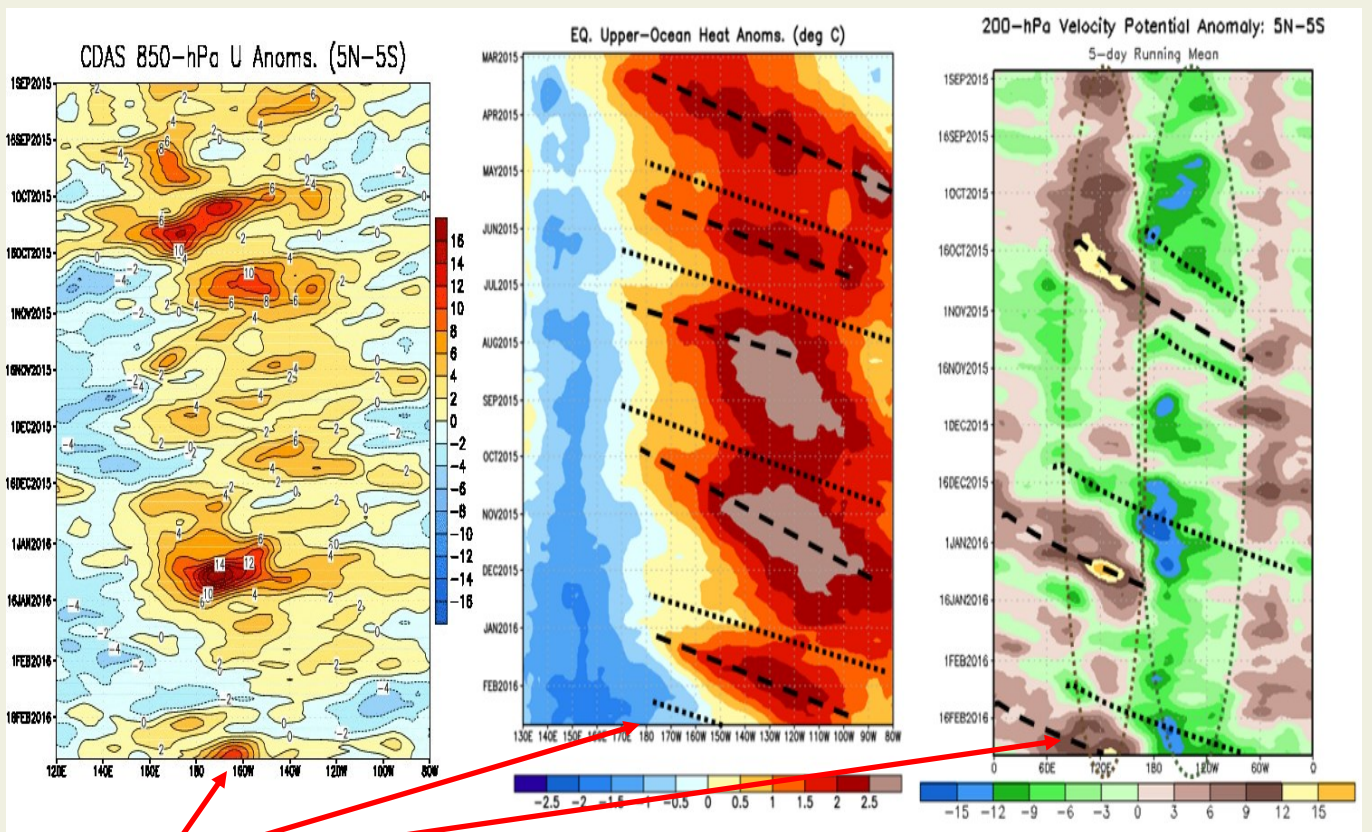 CDAS 850-hPa U Anoms. (5N-5S)
1SEP2015
16SEP2015
1OCT2015
16OCT2015
1NOV2015
16NOV2015
1DEC2015
16DEC2015
1JAN2016
16JAN2016
1FEB2016
16FEB2016
120E 140E 160E 180 160W 140W 120W 100W 80W
16
14
12
10
8
6
4
2
0
-2
-4
-6
-8
-10
-12
-14
-16
EQ. Upper-Ocean Heat Anoms. (deg C)
MAR2015
APR2015
MAY2015
JUN2015
JUL2015
AUG2015
SEP2015
OCT2015
NOV2015
DEC2015
JAN2016
FEB2016
130E 140E 150E 160E 170E 180 170W 160W 150W 140W 130W 120W 110W 100W 90W 80W
-2.5 -2 -1.5 -1 -0.5 0 0.5 1 1.5 2 2.5
200-hPa Velocity Potential Anomaly: 5N-5S
5-day Running Mean
1SEP2015
16SEP2015
1OCT2015
16OCT2015
1NOV2015
16NOV2015
1DEC2015
16DEC2015
1JAN2016
16JAN2016
1FEB2016
16FEB2016
0 60E 120E 180 120W 60W 0
-15 -12 -9 -6 -3 0 3 6 9 12 15